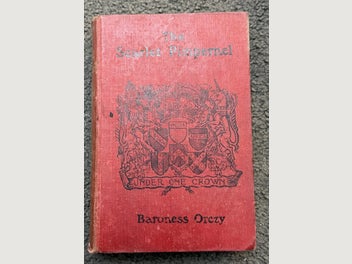 The
Scarlet Pimpernel
UNDER ONE CROWN
Baroness Orczy